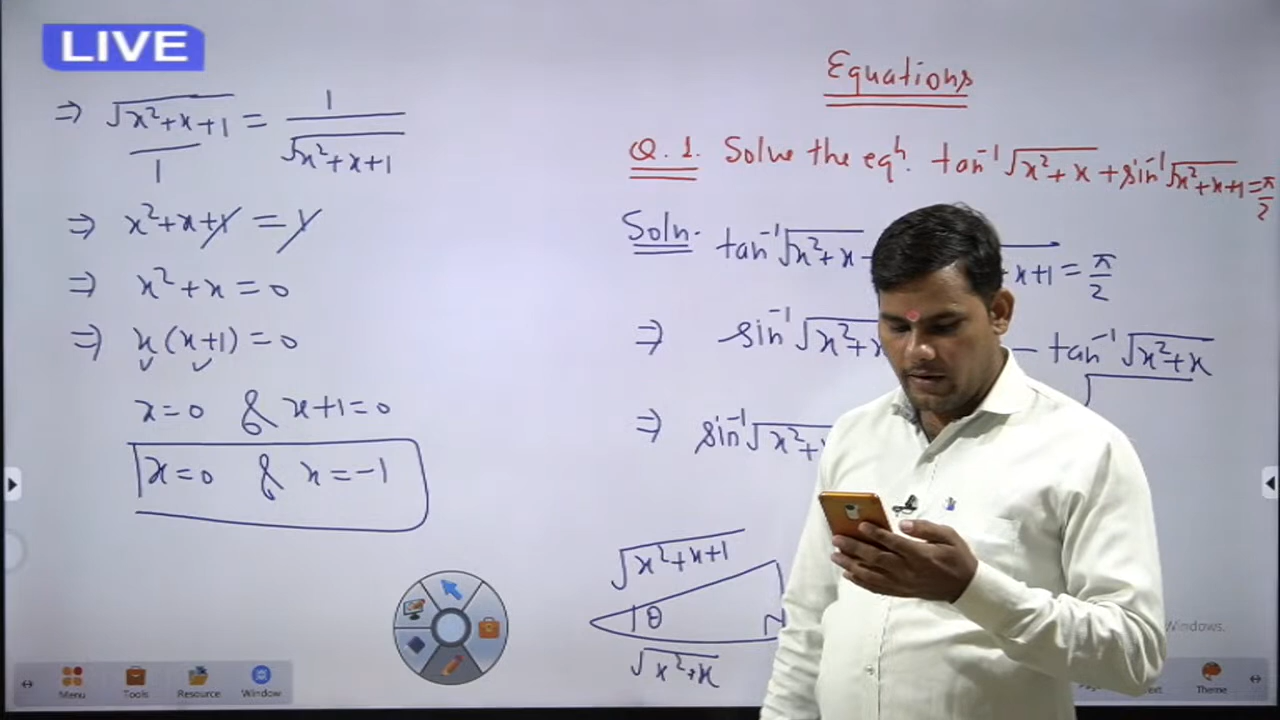 LIVE
⇒ √(x²+x+1)/1 = 1/√(x²+x+1)
⇒ x²+x+1 = 1
⇒ x²+x=0
⇒ x(x+1)=0
x=0 & x+1=0
x=0 & x=-1
Equations
Q.1. Solve the eqⁿ. tan⁻¹√(x²+x) + sin⁻¹√(x²+x+1) = π/2
Soln. tan⁻¹√(x²+x) +x+1 = π/2
⇒ sin⁻¹√(x²+x - tan⁻¹√(x²+x)
⇒ sin⁻¹√(x²+
√(x²+x+1)
θ
√(x²+x)
Windows.
Menu Tools Resource Window Theme